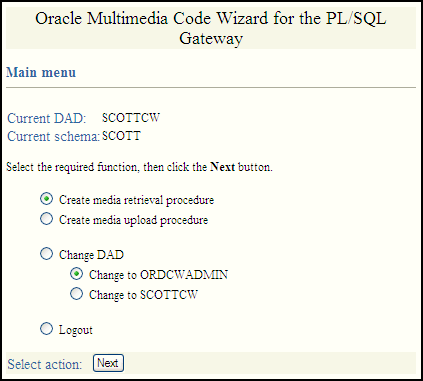 Oracle Multimedia Code Wizard for the PL/SQL
Gateway
Main menu
Current DAD: SCOTTCW
Current schema: SCOTT
Select the required function, then click the Next button.
Create media retrieval procedure
Create media upload procedure
Change DAD
Change to ORDCWADMIN
Change to SCOTTCW
Logout
Select action: Next